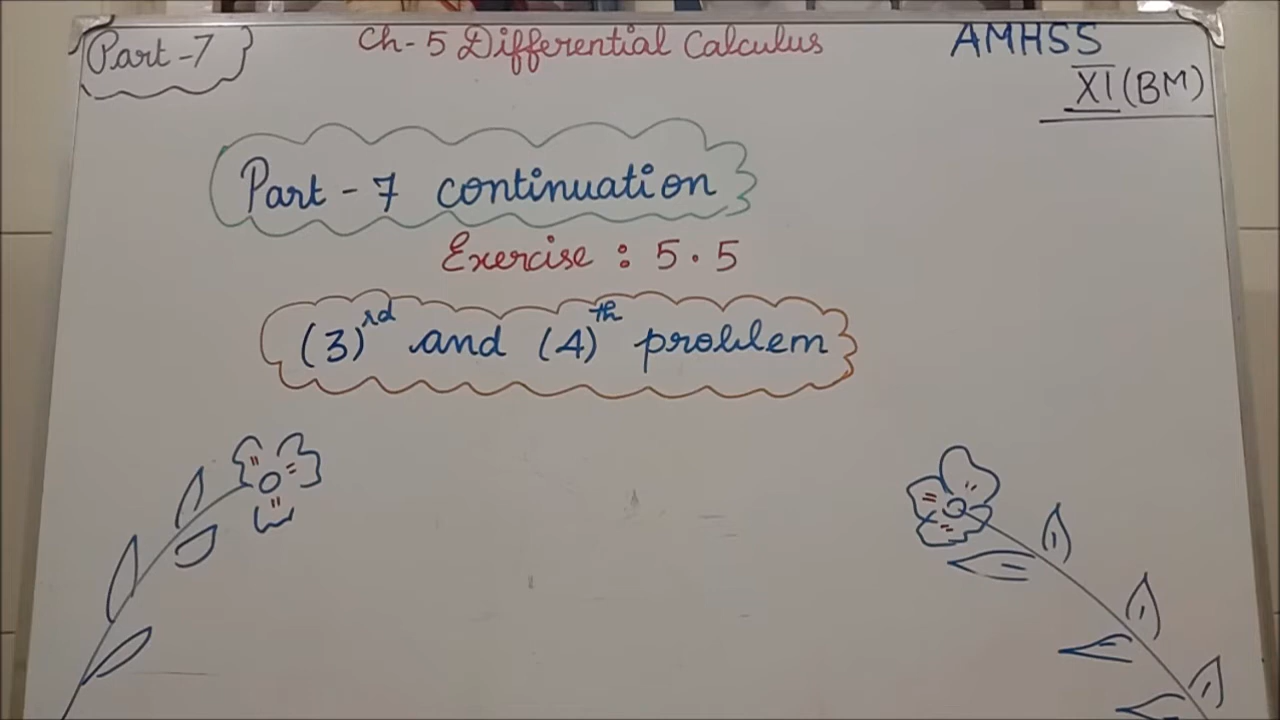 Part -7
Ch- 5 Differential Calculus
AMHSS
XI (BM)
Part - 7 continuation
Exercise : 5.5
(3)rd and (4)th problem